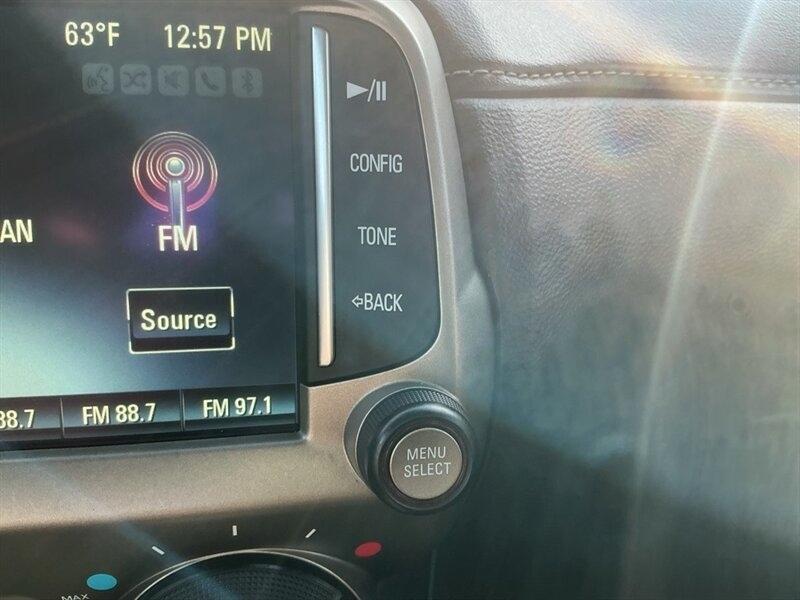 63°F 12:57 PM
▶/II
CONFIG
AN
FM
TONE
Source
⇦BACK
88.7 FM 88.7 FM 97.1
MENU
SELECT
MAX